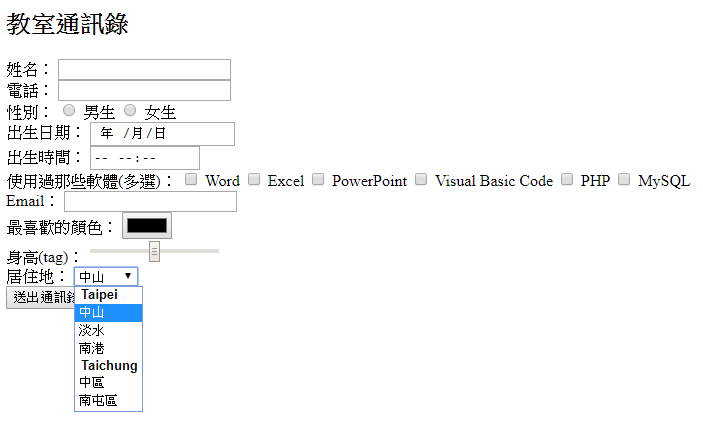 教室通訊錄
姓名：
電話：
性別： 男生 女生
出生日期： 年 /月/日
出生時間： -- --:--
使用過那些軟體(多選)： Word Excel PowerPoint Visual Basic Code PHP MySQL
Email：
最喜歡的顏色：
身高(tag)：
居住地： 中山
送出通訊錄
Taipei
中山
淡水
南港
Taichung
中區
南屯區